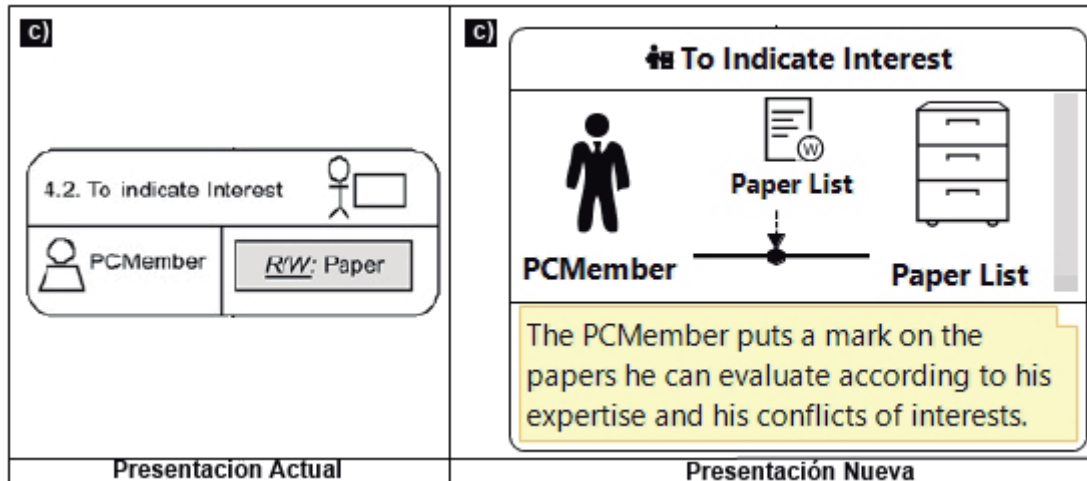 c)
4.2. To indicate Interest
PCMember
R/W: Paper
Presentación Actual
c)
To Indicate Interest
W
Paper List
PCMember
Paper List
The PCMember puts a mark on the
papers he can evaluate according to his
expertise and his conflicts of interests.
Presentación Nueva